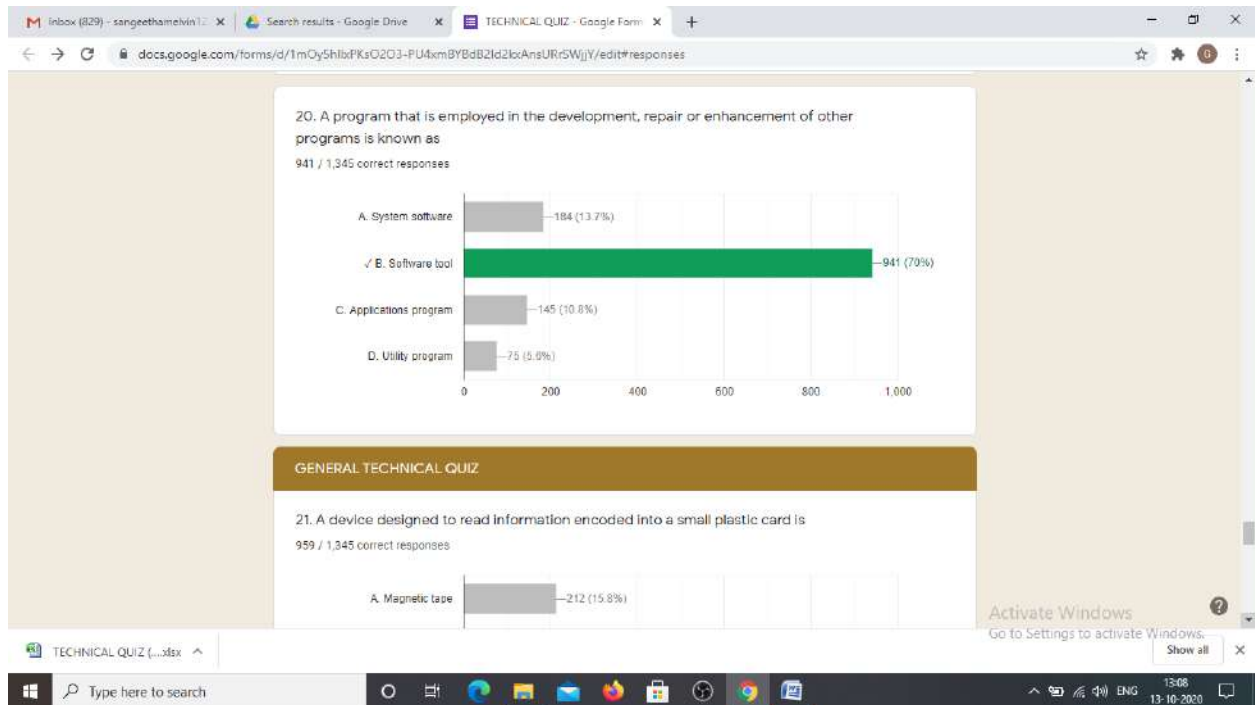 inbox (829) - sangeethamelvin12
Search results - Google Drive
TECHNICAL QUIZ - Google Form
docs.google.com/forms/d/
/edit#responses
20. A program that is employed in the development, repair or enhancement of other
programs is known as
941 / 1,345 correct responses
A. System software
184 (13.7%)
✓ B. Software tool
941 (70%)
C. Applications program
145 (10.8%)
D. Utility program
75 (5.6%)
0 200 400 600 800 1,000
GENERAL TECHNICAL QUIZ
21. A device designed to read information encoded into a small plastic card is
959 / 1,345 correct responses
A. Magnetic tape
212 (15.8%)
Activate Windows
Go to Settings to activate Windows.
TECHNICAL QUIZ (....xlsx
Show all
Type here to search
ENG
13:08
13-10-2020